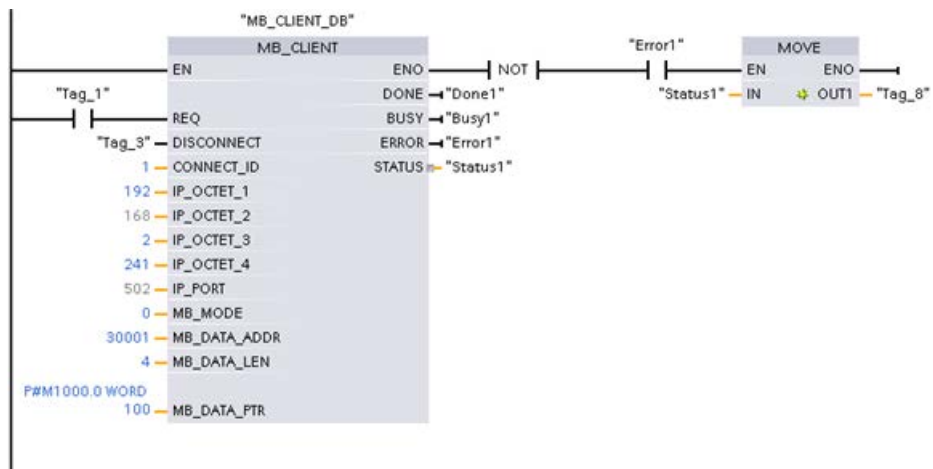 "MB_CLIENT_DB"
MB_CLIENT
"Error1"
MOVE
EN ENO NOT EN ENO
"Tag_1" DONE "Done1" "Status1" IN OUT1 "Tag_8"
REQ BUSY "Busy1"
"Tag_3" DISCONNECT ERROR "Error1"
1 CONNECT_ID STATUS "Status1"
192 IP_OCTET_1
168 IP_OCTET_2
2 IP_OCTET_3
241 IP_OCTET_4
502 IP_PORT
0 MB_MODE
30001 MB_DATA_ADDR
4 MB_DATA_LEN
P#M1000.0 WORD
100 MB_DATA_PTR